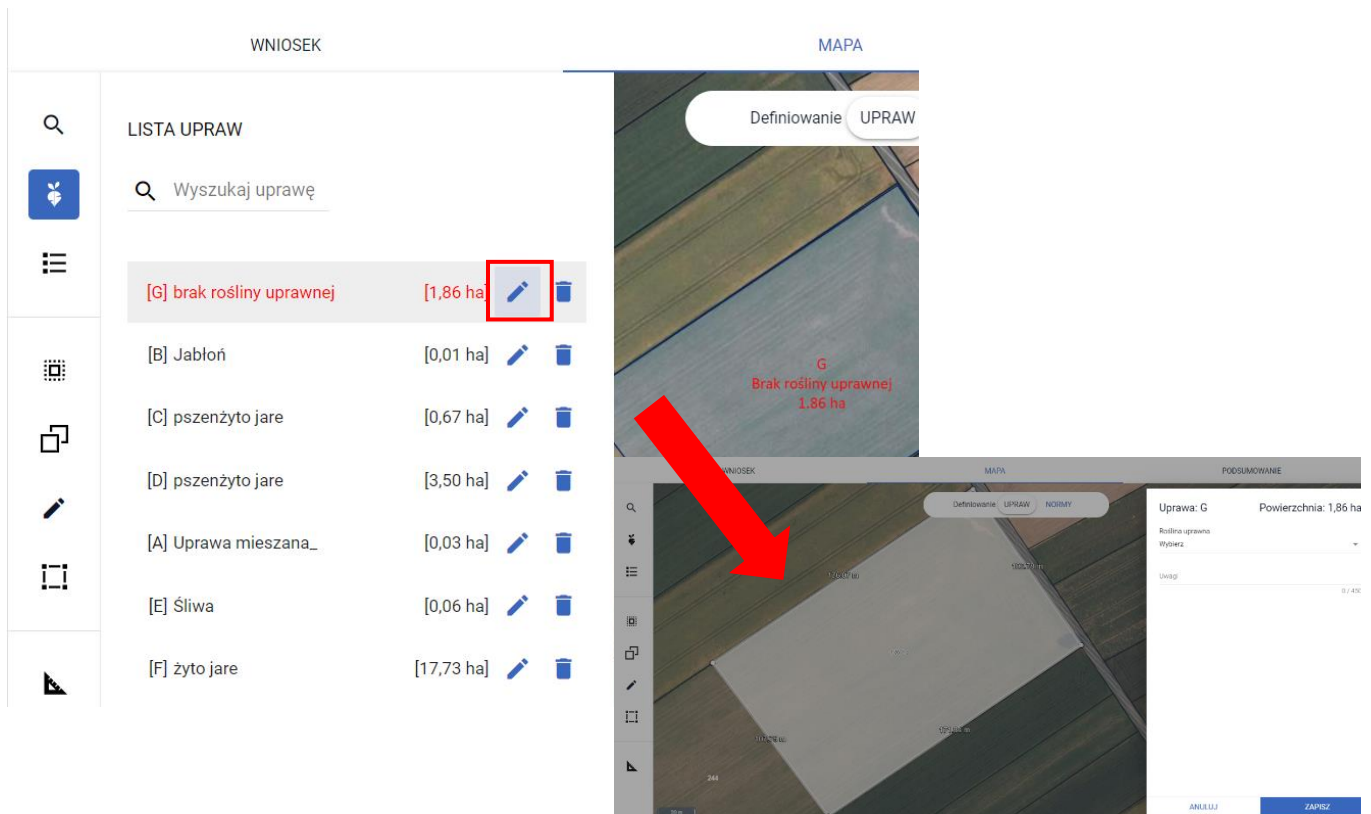 WNIOSEK
MAPA
LISTA UPRAW
Wyszukaj uprawę
[G] brak rośliny uprawnej [1,86 ha]
[B] Jabłoń [0,01 ha]
[C] pszenżyto jare [0,67 ha]
[D] pszenżyto jare [3,50 ha]
[A] Uprawa mieszana_ [0,03 ha]
[E] Śliwa [0,06 ha]
[F] żyto jare [17,73 ha]
Definiowanie UPRAW
G
Brak rośliny uprawnej
1.86 ha
WNIOSEK
MAPA
PODSUMOWANIE
Definiowanie UPRAW NORMY
244
Uprawa: G Powierzchnia: 1,86 ha
Roślina uprawna
Wybierz
Uwagi
0 / 450
ANULUJ ZAPISZ